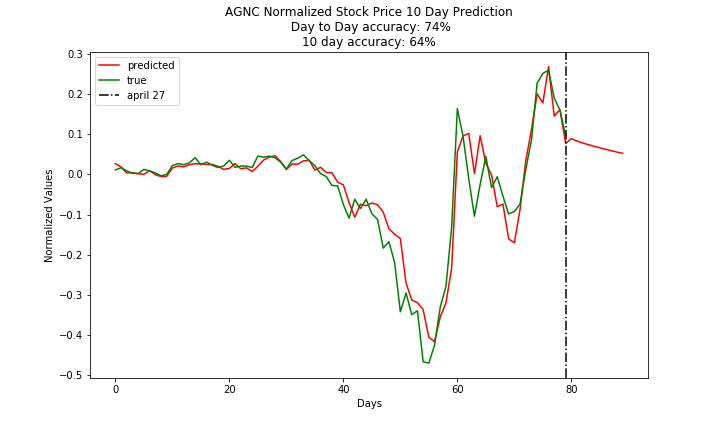 AGNC Normalized Stock Price 10 Day Prediction
Day to Day accuracy: 74%
10 day accuracy: 64%
predicted
true
april 27
0.3
0.2
0.1
0.0
−0.1
−0.2
−0.3
−0.4
−0.5
Normalized Values
0 20 40 60 80
Days